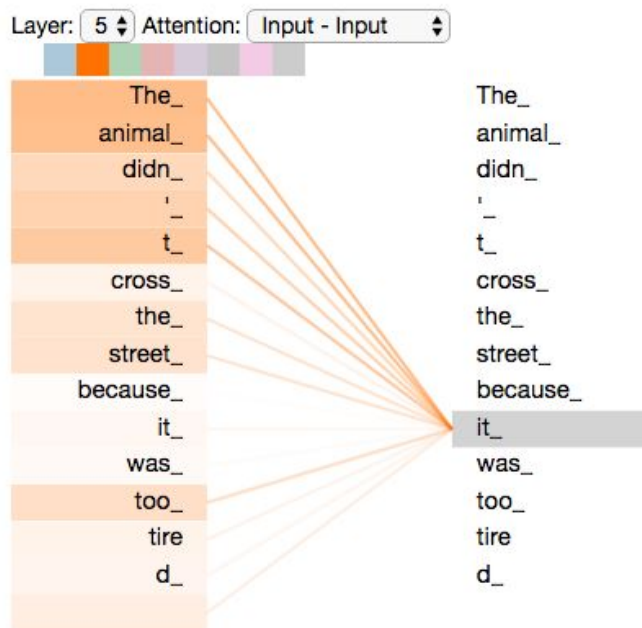 Layer: 5 Attention: Input - Input
The_ The_
animal_ animal_
didn_ didn_
'_ '_
t_ t_
cross_ cross_
the_ the_
street_ street_
because_ because_
it_ it_
was_ was_
too_ too_
tire tire
d_ d_